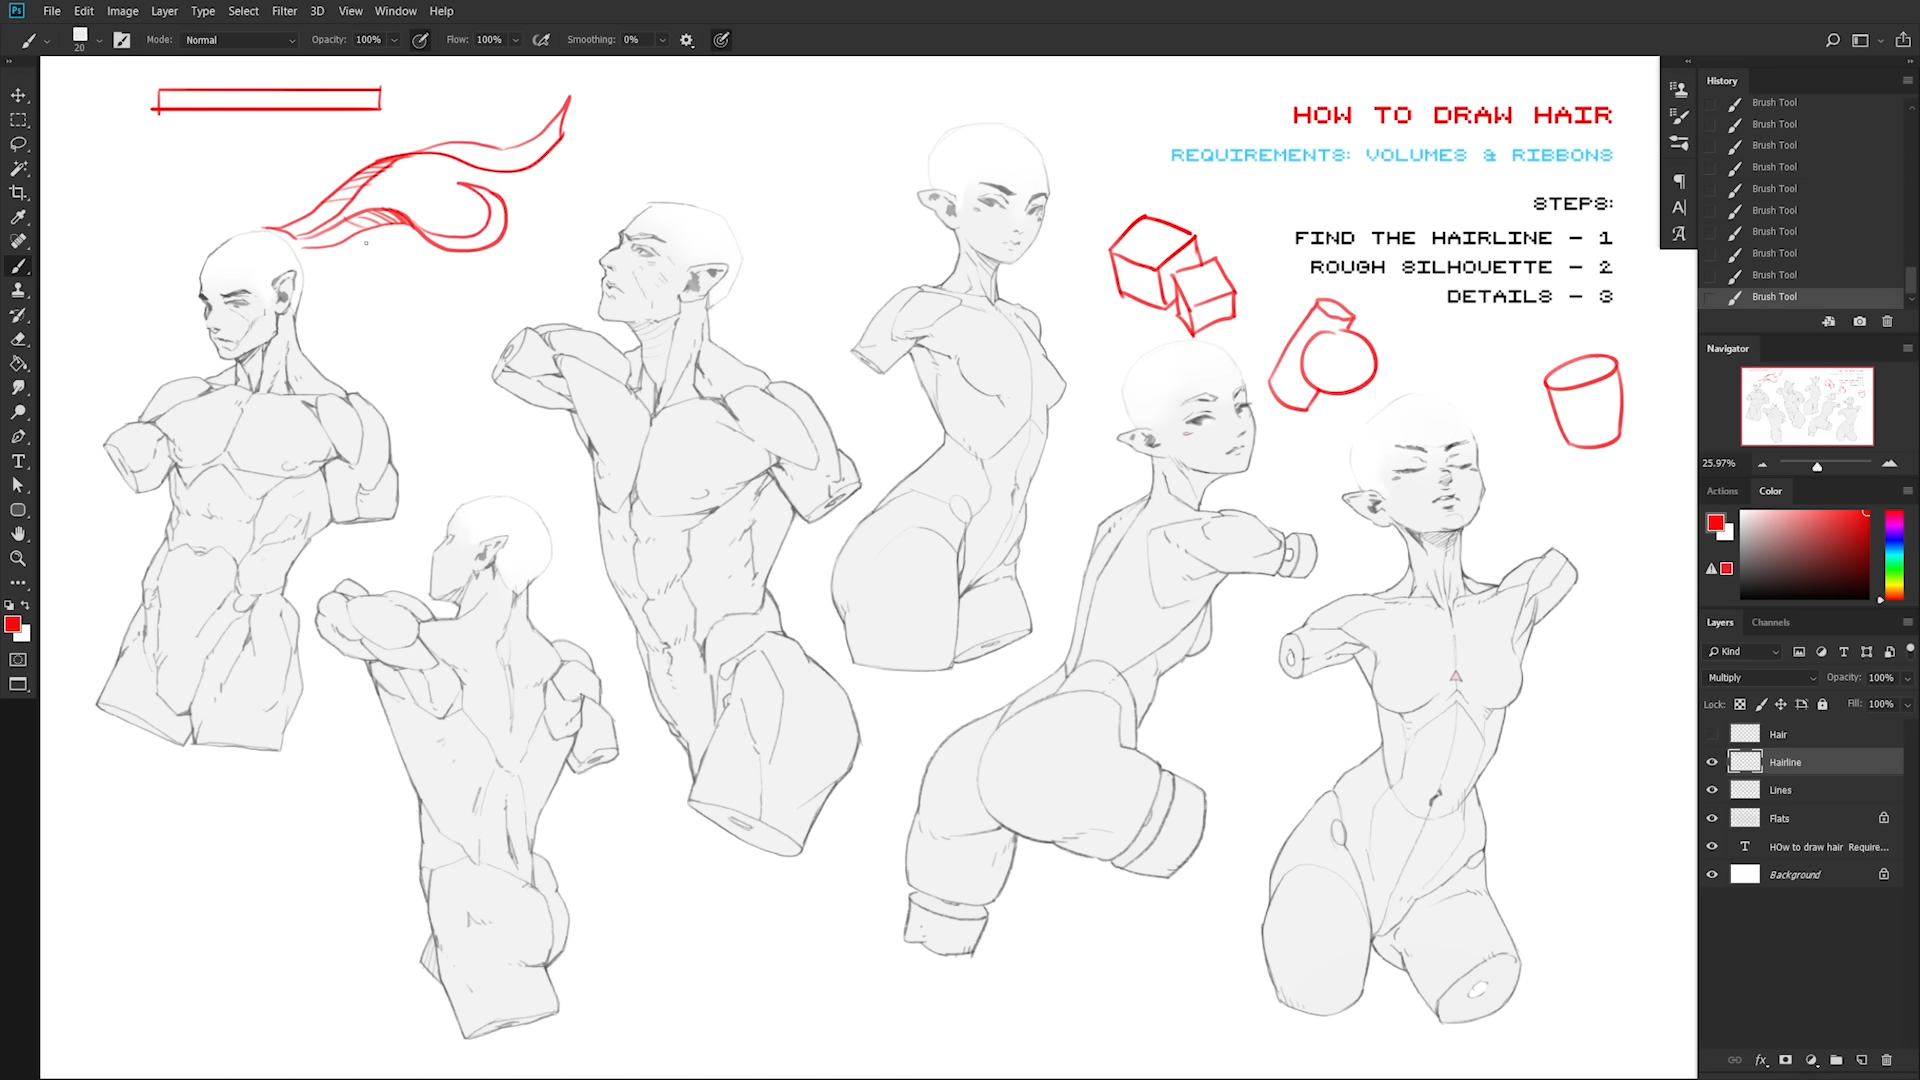 Ps File Edit Image Layer Type Select Filter 3D View Window Help
20 Mode: Normal Opacity: 100% Flow: 100% Smoothing: 0%
HOW TO DRAW HAIR
REQUIREMENTS: VOLUMES & RIBBONS
STEPS:
FIND THE HAIRLINE - 1
ROUGH SILHOUETTE - 2
DETAILS - 3
History
Brush Tool
Brush Tool
Brush Tool
Brush Tool
Brush Tool
Brush Tool
Brush Tool
Brush Tool
Brush Tool
Brush Tool
Navigator
25.97%
Actions Color
Layers Channels
Kind
Multiply Opacity: 100%
Lock: Fill: 100%
Hair
Hairline
Lines
Flats
HOw to draw hair Require...
Background